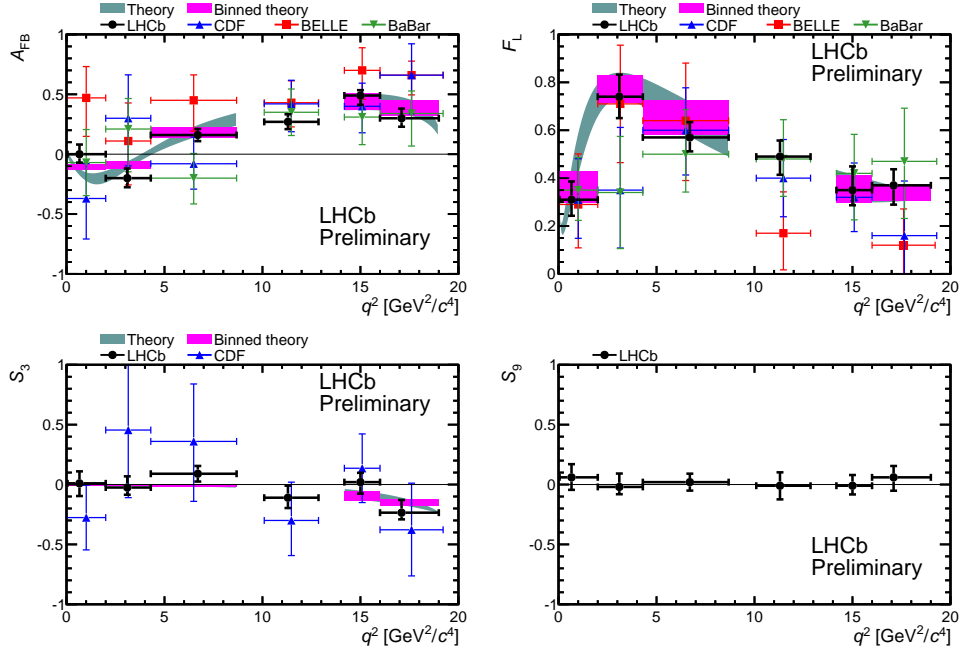 Theory Binned theory
LHCb CDF BELLE BaBar
A_FB
1
0.5
0
-0.5
-1
LHCb
Preliminary
0 5 10 15 20
q² [GeV²/c⁴]
Theory Binned theory
LHCb CDF BELLE BaBar
F_L
1
0.8
0.6
0.4
0.2
0
LHCb
Preliminary
0 5 10 15 20
q² [GeV²/c⁴]
Theory Binned theory
LHCb CDF
S_3
1
0.5
0
-0.5
-1
LHCb
Preliminary
0 5 10 15 20
q² [GeV²/c⁴]
LHCb
S_9
1
0.5
0
-0.5
-1
LHCb
Preliminary
0 5 10 15 20
q² [GeV²/c⁴]